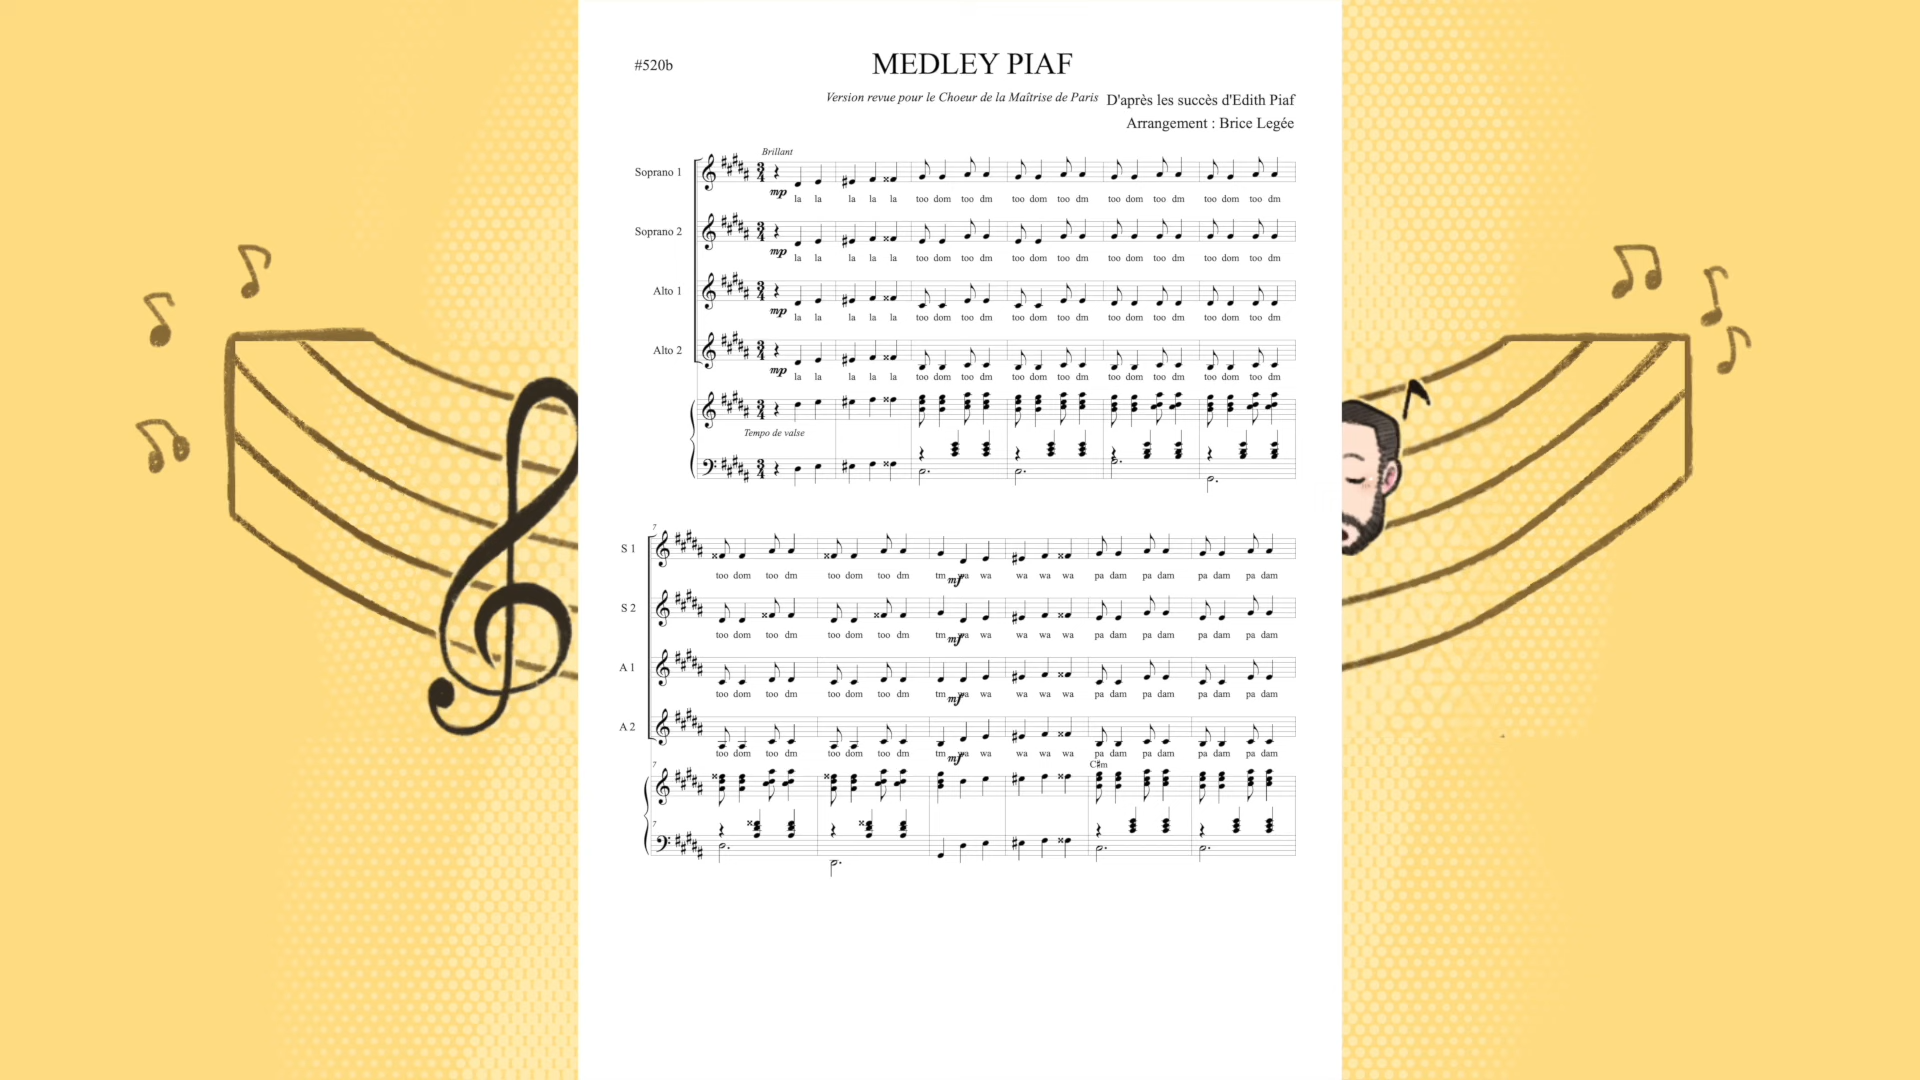 #520b
MEDLEY PIAF
Version revue pour le Choeur de la Maîtrise de Paris
D'après les succès d'Edith Piaf
Arrangement : Brice Legée
Brillant
Soprano 1
mp
la la la la la too dom too dm too dom too dm too dom too dm too dom too dm
Soprano 2
mp
la la la la la too dom too dm too dom too dm too dom too dm too dom too dm
Alto 1
mp
la la la la la too dom too dm too dom too dm too dom too dm too dom too dm
Alto 2
mp
la la la la la too dom too dm too dom too dm too dom too dm too dom too dm
Tempo de valse
7
S 1
too dom too dm too dom too dm tm wa wa wa wa wa pa dam pa dam pa dam pa dam
mf
S 2
too dom too dm too dom too dm tm wa wa wa wa wa pa dam pa dam pa dam pa dam
mf
A 1
too dom too dm too dom too dm tm wa wa wa wa wa pa dam pa dam pa dam pa dam
mf
A 2
too dom too dm too dom too dm tm wa wa wa wa wa pa dam pa dam pa dam pa dam
mf
7
C#m
7